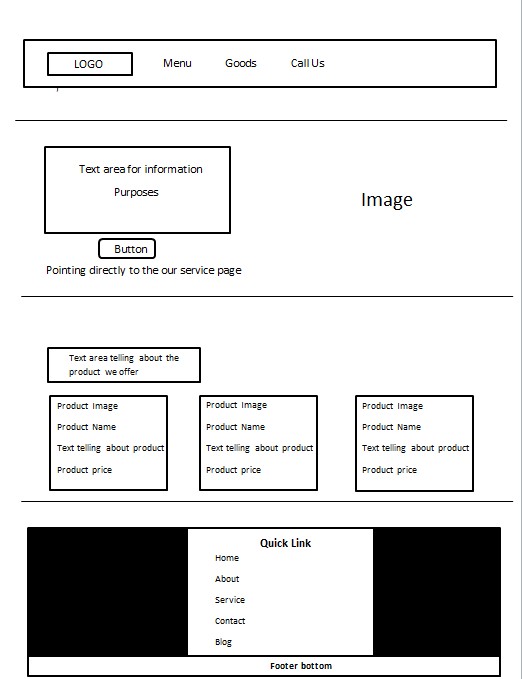 LOGO Menu Goods Call Us
Text area for information
Purposes
Image
Button
Pointing directly to the our service page
Text area telling about the
product we offer
Product Image
Product Name
Text telling about product
Product price
Product Image
Product Name
Text telling about product
Product price
Product Image
Product Name
Text telling about product
Product price
Quick Link
Home
About
Service
Contact
Blog
Footer bottom